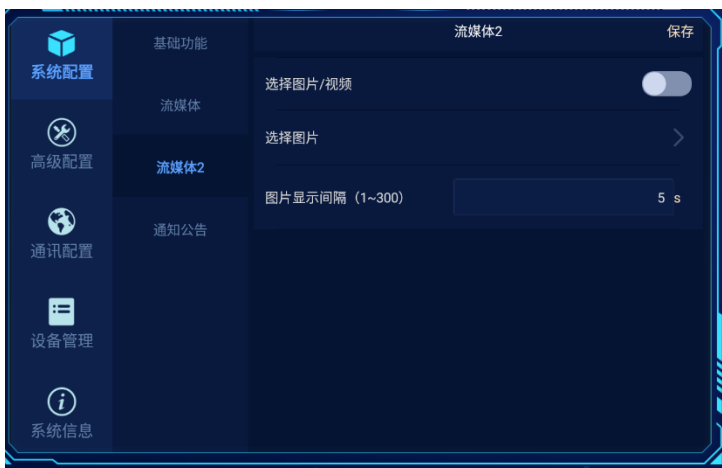 系统配置
高级配置
通讯配置
设备管理
系统信息
基础功能
流媒体
流媒体2
通知公告
流媒体2
保存
选择图片/视频
选择图片
图片显示间隔（1~300）
5 s